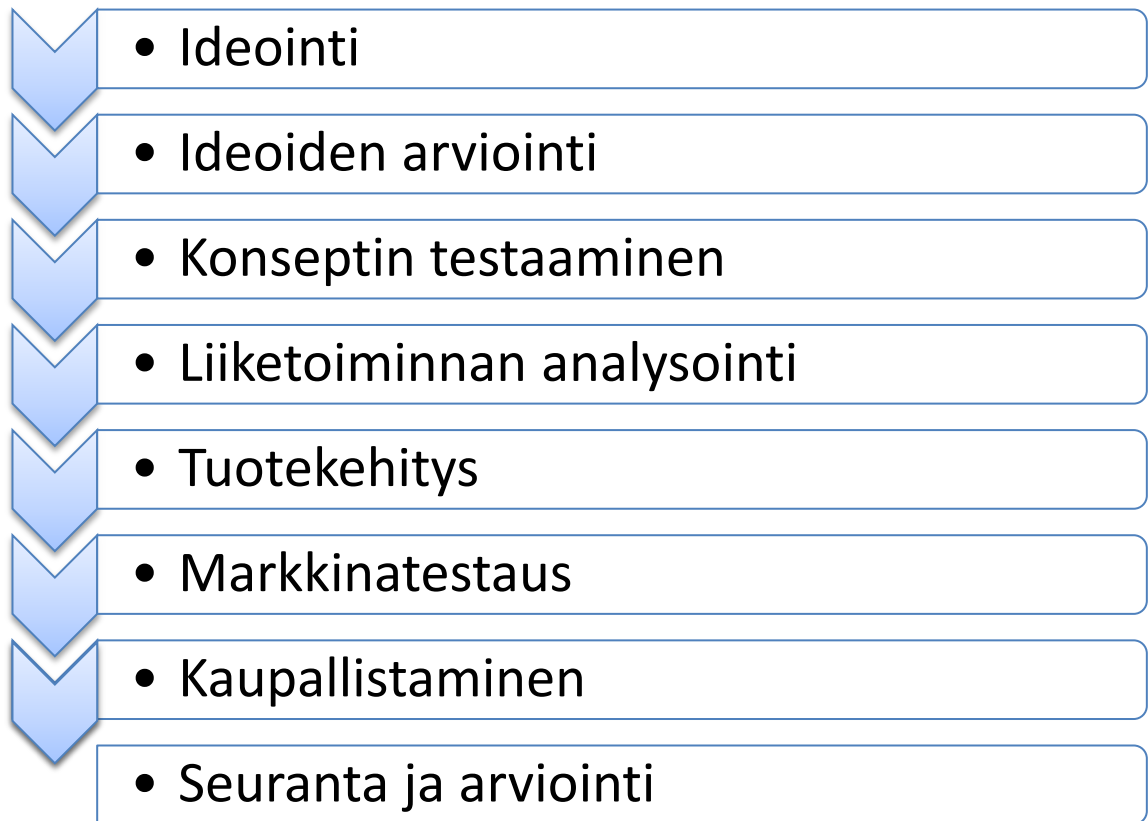 • Ideointi
• Ideoiden arviointi
• Konseptin testaaminen
• Liiketoiminnan analysointi
• Tuotekehitys
• Markkinatestaus
• Kaupallistaminen
• Seuranta ja arviointi